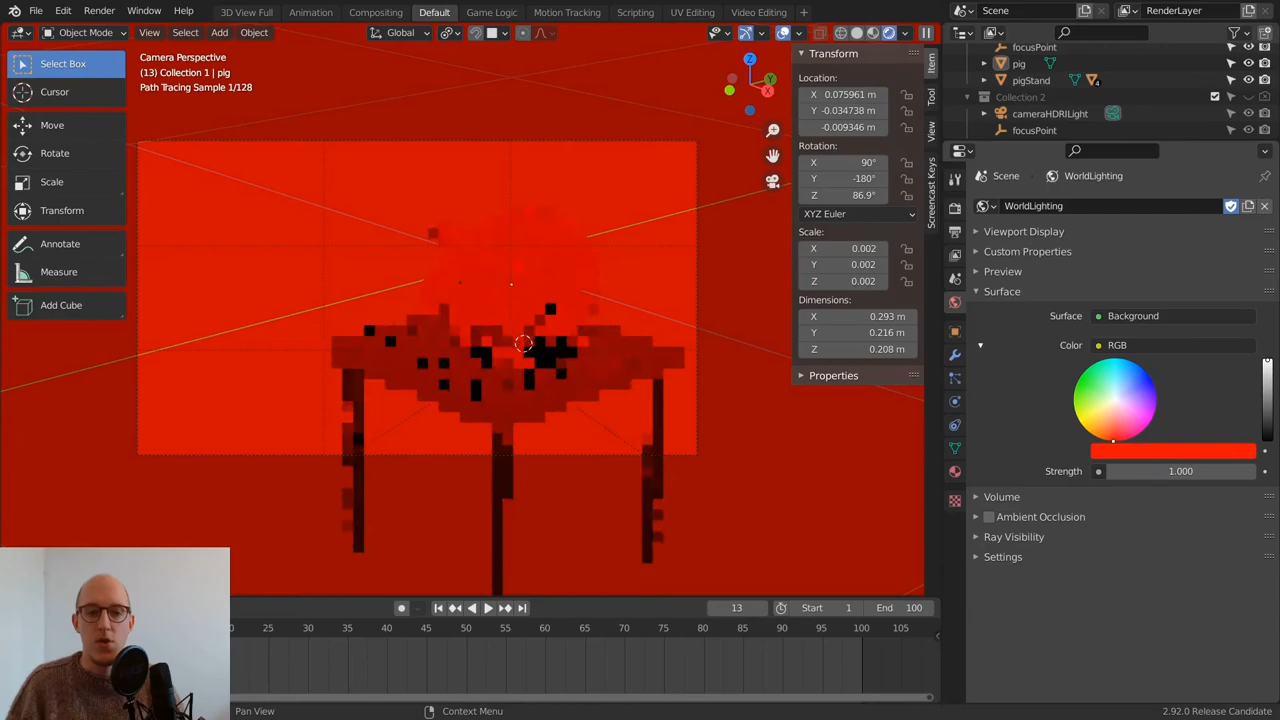 File Edit Render Window Help 3D View Full Animation Compositing Default Game Logic Motion Tracking Scripting UV Editing Video Editing + Scene RenderLayer
Object Mode View Select Add Object Global
Select Box
Cursor
Move
Rotate
Scale
Transform
Annotate
Measure
Add Cube
Camera Perspective
(13) Collection 1 | pig
Path Tracing Sample 1/128
Z
Y
X
Transform
Location:
X 0.075961 m
Y -0.034738 m
-0.009346 m
Rotation:
X 90°
Y -180°
Z 86.9°
XYZ Euler
Scale:
X 0.002
Y 0.002
Z 0.002
Dimensions:
X 0.293 m
Y 0.216 m
Z 0.208 m
Properties
Item
Tool
View
Screencast Keys
focusPoint
pig
pigStand 4
Collection 2
cameraHDRILight
focusPoint
Scene WorldLighting
WorldLighting
Viewport Display
Custom Properties
Preview
Surface
Surface Background
Color RGB
Strength 1.000
Volume
Ambient Occlusion
Ray Visibility
Settings
13 Start 1 End 100
25 30 35 40 45 50 55 60 65 70 75 80 85 90 95 100 105
Pan View Context Menu 2.92.0 Release Candidate